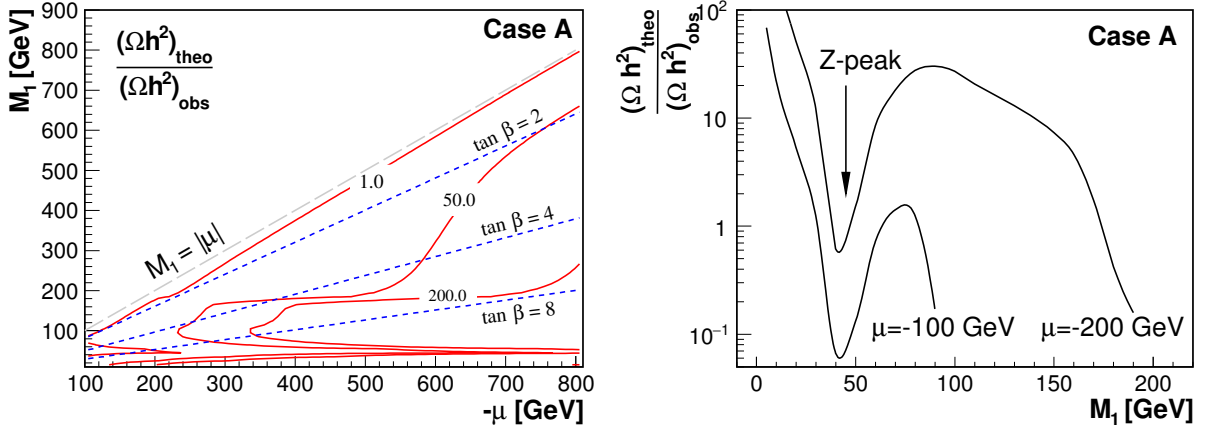 M₁ [GeV]
900
800
700
600
500
400
300
200
100
(Ωh²)theo
(Ωh²)obs
Case A
tan β = 2
1.0
50.0
tan β = 4
M₁ = |μ|
200.0
tan β = 8
100 200 300 400 500 600 700 800
-μ [GeV]
(Ω h²)theo
(Ω h²)obs
10²
10
1
10⁻¹
Case A
Z-peak
μ=-100 GeV
μ=-200 GeV
0 50 100 150 200
M₁ [GeV]